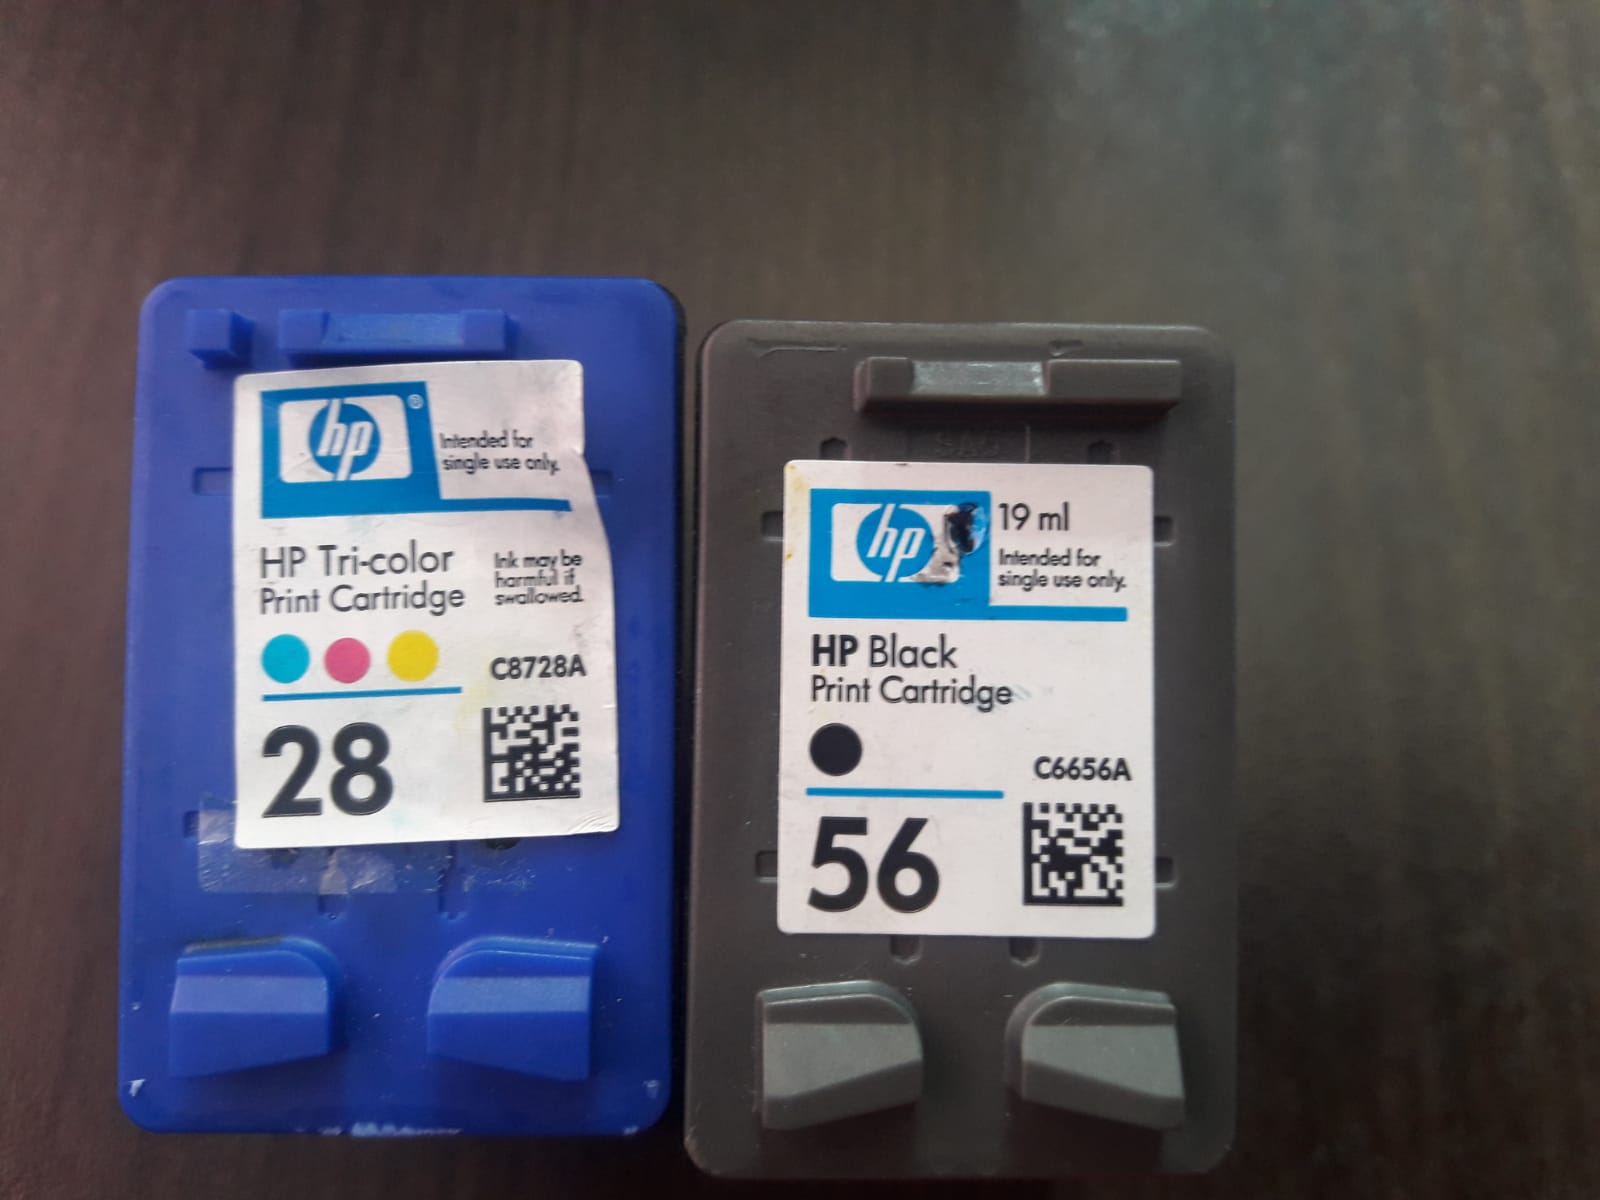 hp®
Intended for
single use only.
HP Tri-color
Print Cartridge
Ink may be
harmful if
swallowed.
C8728A
28
hp
19 ml
Intended for
single use only.
HP Black
Print Cartridge
C6656A
56